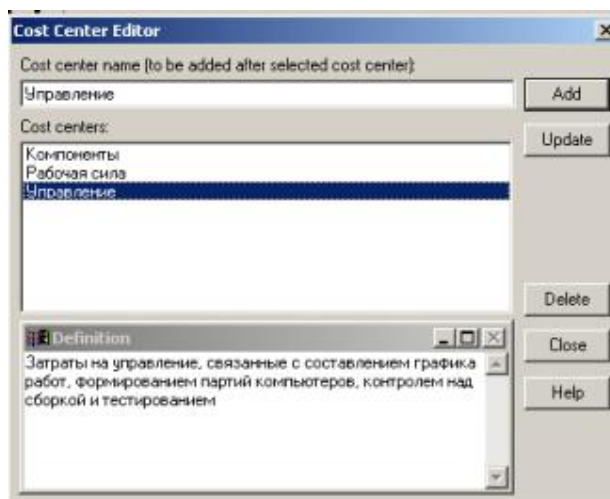 Cost Center Editor
Cost center name (to be added after selected cost center):
Управление
Add
Cost centers:
Update
Компоненты
Рабочая сила
Управление
Delete
Definition
Close
Затраты на управление, связанные с составлением графика
работ, формированием партий компьютеров, контролем над
сборкой и тестированием
Help